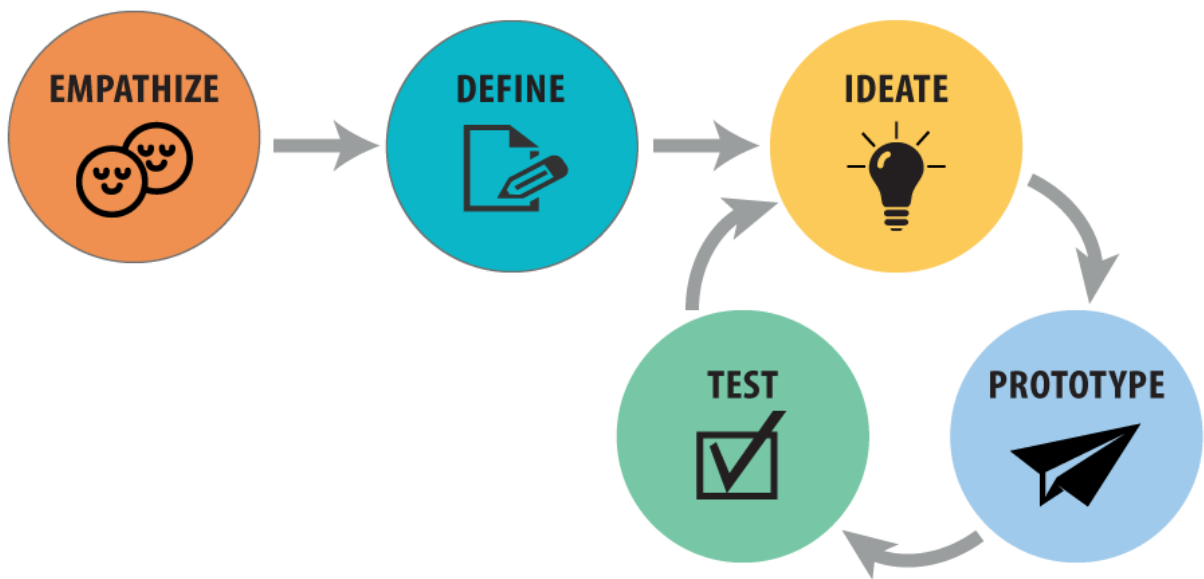 EMPATHIZE
DEFINE
IDEATE
PROTOTYPE
TEST